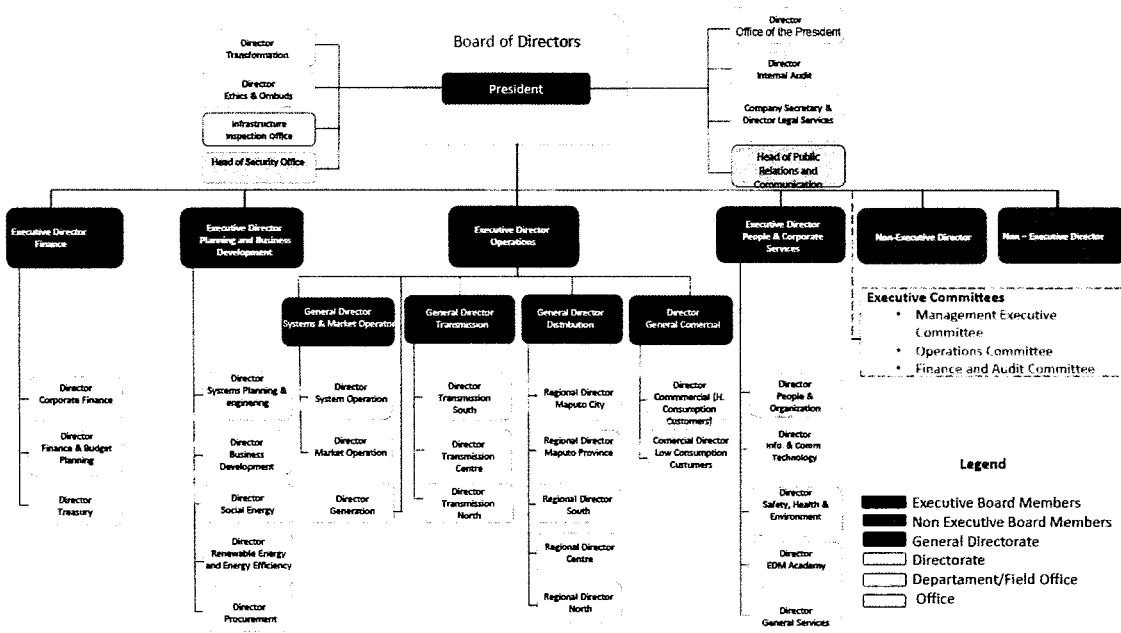 Board of Directors
President
Director
Transformation
Director
Ethics & Ombuds
Infrastructure
Inspection Office
Head of Security Office
Director
Office of the President
Director
Internal Audit
Company Secretary &
Director Legal Services
Head of Public
Relations and
Communication
Executive Director
Finance
Executive Director
Planning and Business
Development
Executive Director
Operations
Executive Director
People & Corporate
Services
Non-Executive Director
Non – Executive Director
General Director
Systems & Market Operator
General Director
Transmission
General Director
Distribution
Director
General Comercial
Executive Committees
• Management Executive
Committee
• Operations Committee
• Finance and Audit Committee
Director
Corporate Finance
Director
Finance & Budget
Planning
Director
Treasury
Director
Systems Planning &
enginering
Director
Business
Development
Director
Social Energy
Director
Renewable Energy
and Energy Efficiency
Director
Procurement
Director
System Operation
Director
Market Operation
Director
Generation
Director
Transmission
South
Director
Transmission
Centre
Director
Transmission
North
Regional Director
Maputo City
Regional Director
Maputo Province
Regional Director
South
Regional Director
Centre
Regional Director
North
Director
Commmercial (H.
Consumption
Customers)
Comercial Director
Low Consumption
Custumers
Director
People &
Organization
Director
Info. & Comm
Technology
Director
Safety, Health &
Environment
Director
EDM Academy
Director
General Services
Legend
Executive Board Members
Non Executive Board Members
General Directorate
Directorate
Departament/Field Office
Office